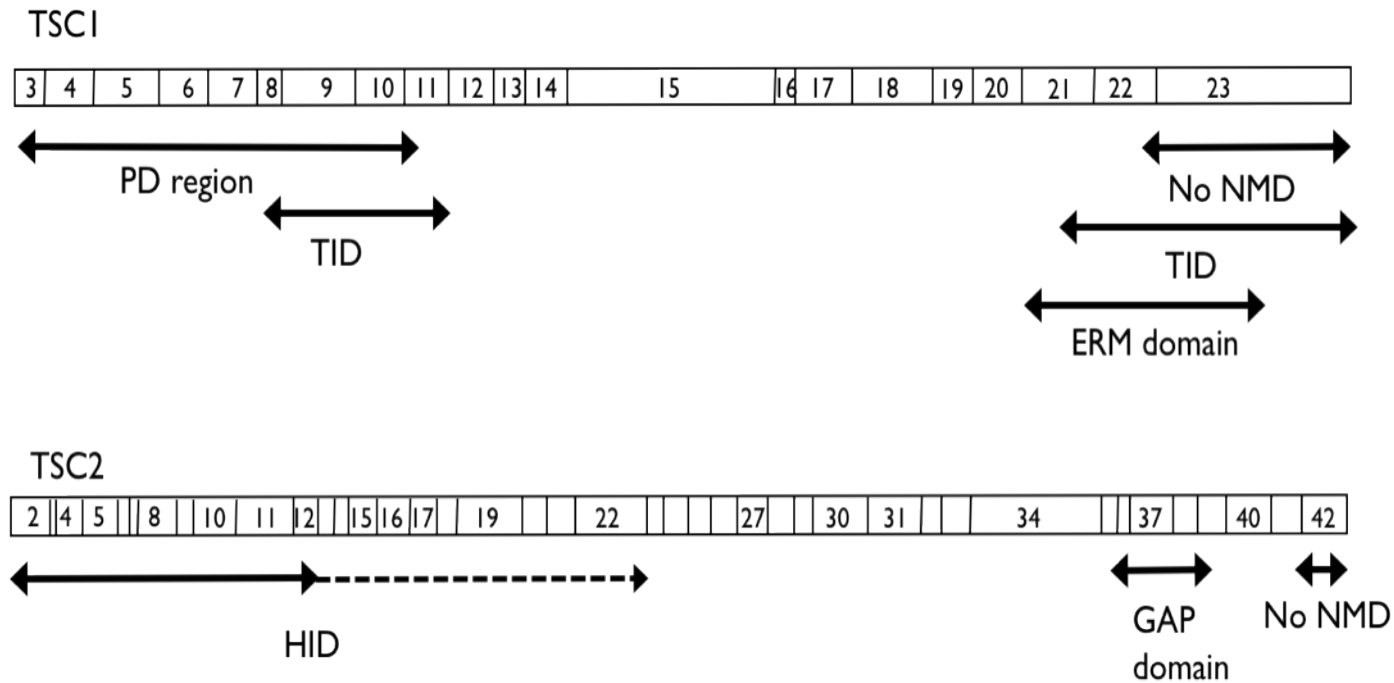 TSC1
3 4 5 6 7 8 9 10 11 12 13 14 15 16 17 18 19 20 21 22 23
PD region
No NMD
TID
TID
ERM domain
TSC2
2 4 5 8 10 11 12 15 16 17 19 22 27 30 31 34 37 40 42
HID
GAP
domain
No NMD